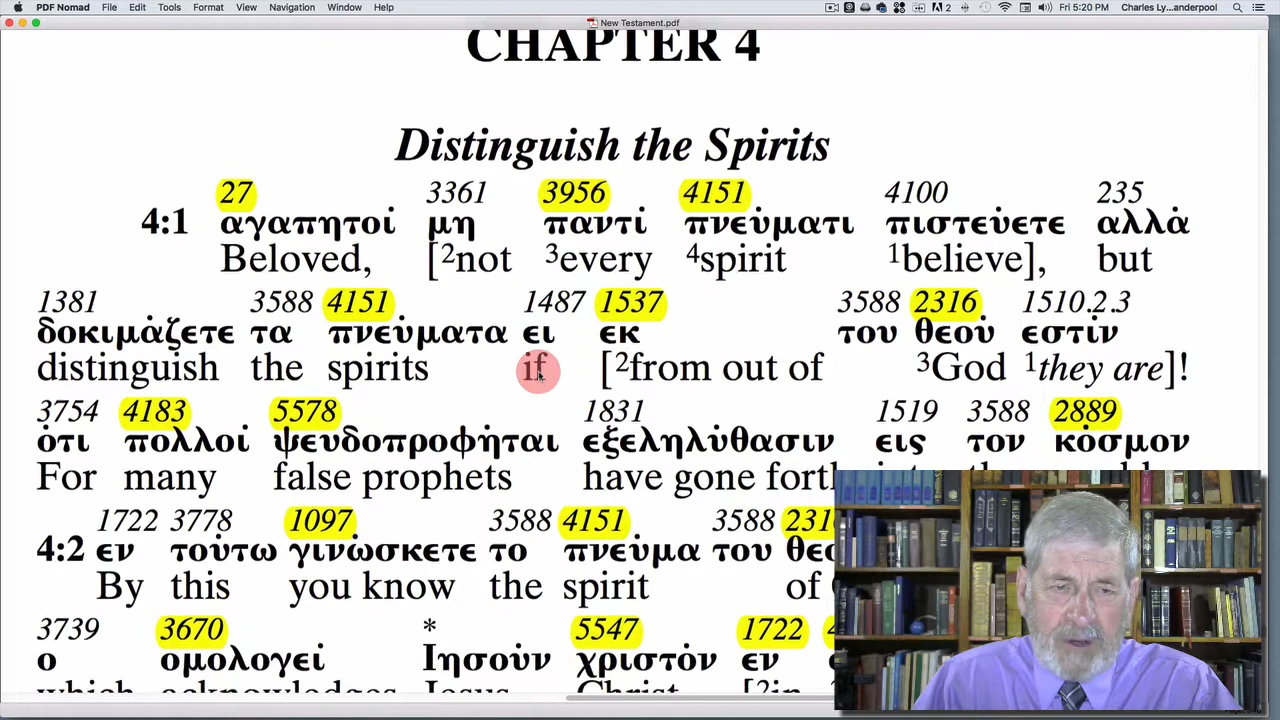 PDF Nomad File Edit Tools Format View Navigation Window Help 2 Fri 5:20 PM Charles Ly...anderpool
New Testament.pdf
CHAPTER 4
Distinguish the Spirits
27 3361 3956 4151 4100 235
4:1 αγαπητοί μη παντί πνεύματι πιστεύετε αλλά
Beloved, [²not ³every ⁴spirit ¹believe], but
1381 3588 4151 1487 1537 3588 2316 1510.2.3
δοκιμάζετε τα πνεύματα ει εκ του θεού εστίν
distinguish the spirits if [²from out of ³God ¹they are]!
3754 4183 5578 1831 1519 3588 2889
ότι πολλοί ψευδοπροφήται εξεληλύθασιν εις τον κόσμον
For many false prophets have gone forth
1722 3778 1097 3588 4151 3588
4:2 εν τούτω γινώσκετε το πνεύμα του
By this you know the spirit of
3739 3670 * 5547 1722
ο ομολογεί Ιησούν χριστόν εν
which acknowledges Jesus Christ [²in